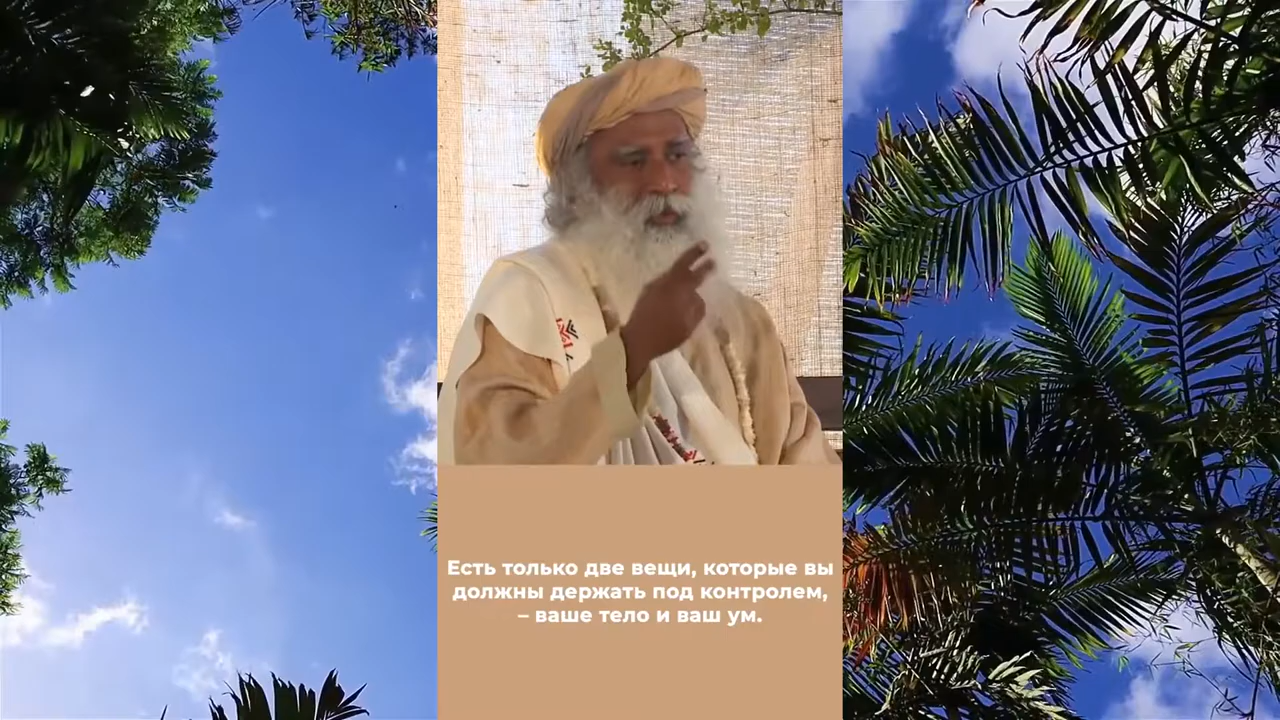 Есть только две вещи, которые вы
должны держать под контролем,
– ваше тело и ваш ум.